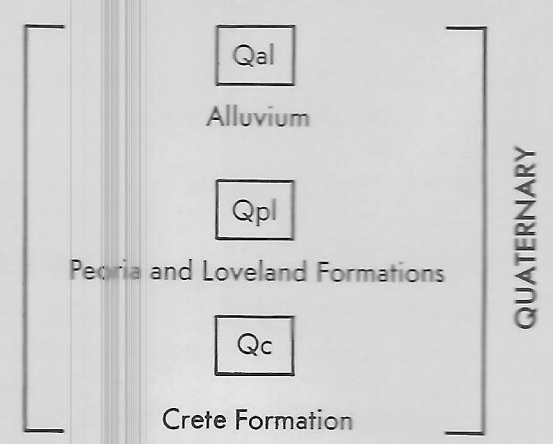 Qal
Alluvium
Qpl
Peoria and Loveland Formations
Qc
Crete Formation
QUATERNARY